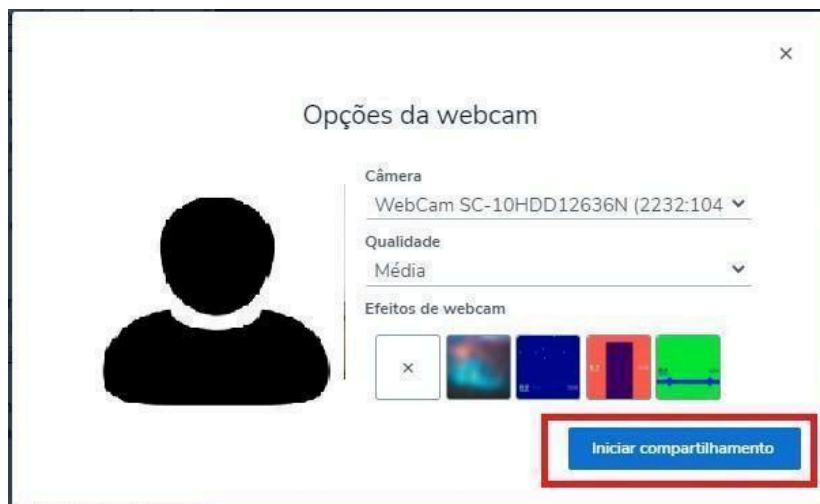 ×
Opções da webcam
Câmera
WebCam SC-10HDD12636N (2232:104
Qualidade
Média
Efeitos de webcam
×
Iniciar compartilhamento